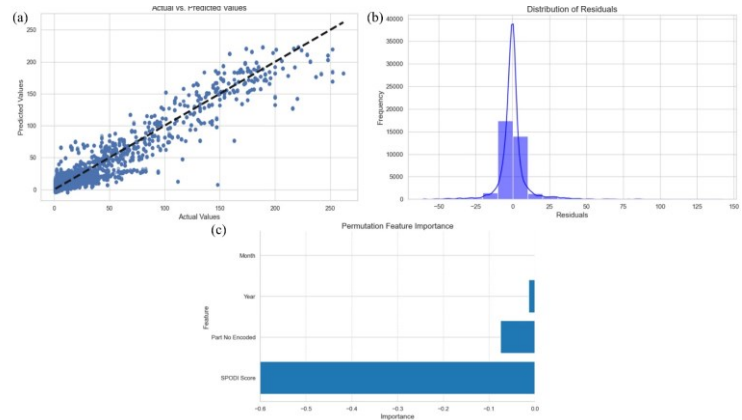 (a)
Actual vs. Predicted Values
250
200
150
100
50
0
Predicted Values
0 50 100 150 200 250
Actual Values
(b)
Distribution of Residuals
40000
35000
30000
25000
20000
15000
10000
5000
0
Frequency
−50 −25 0 25 50 75 100 125 150
Residuals
(c)
Permutation Feature Importance
Month
Year
Part No Encoded
SPODI Score
Feature
−0.6 −0.5 −0.4 −0.3 −0.2 −0.1 0.0
Importance